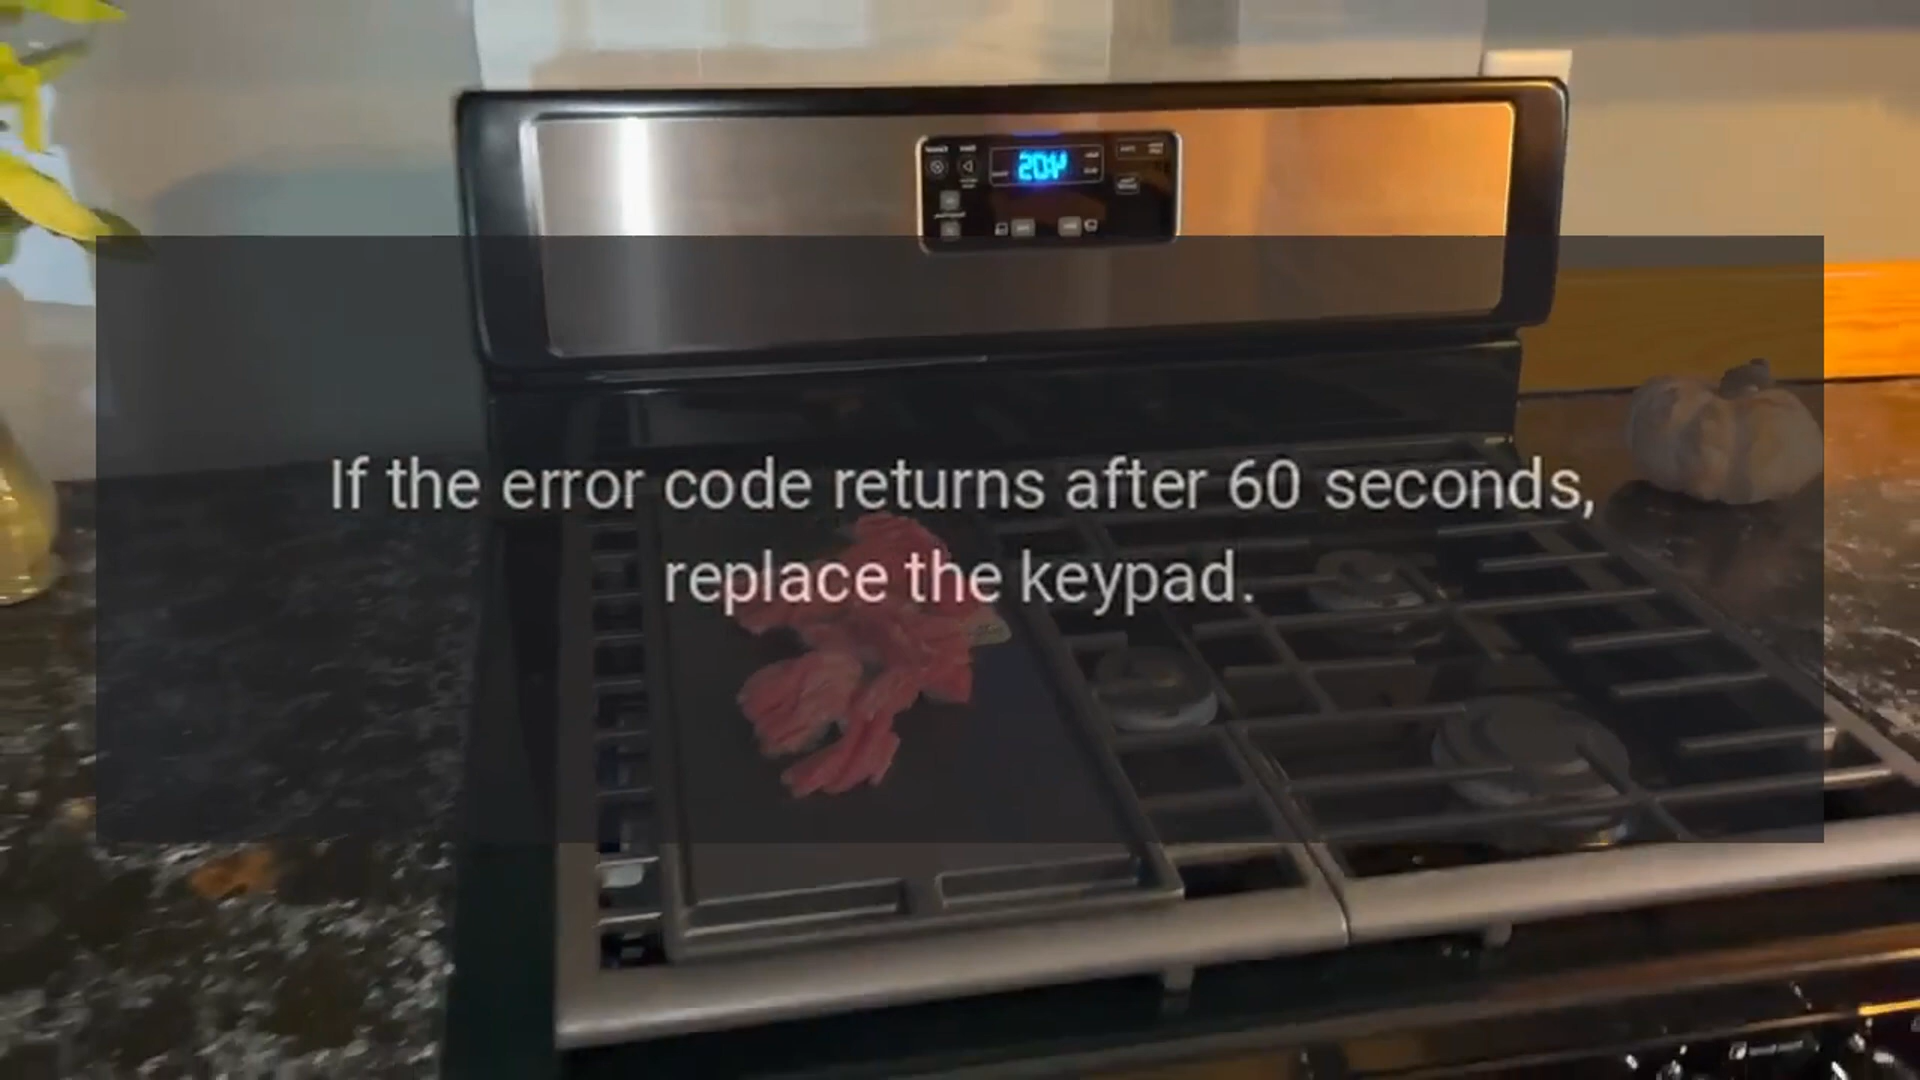 If the error code returns after 60 seconds,
replace the keypad.